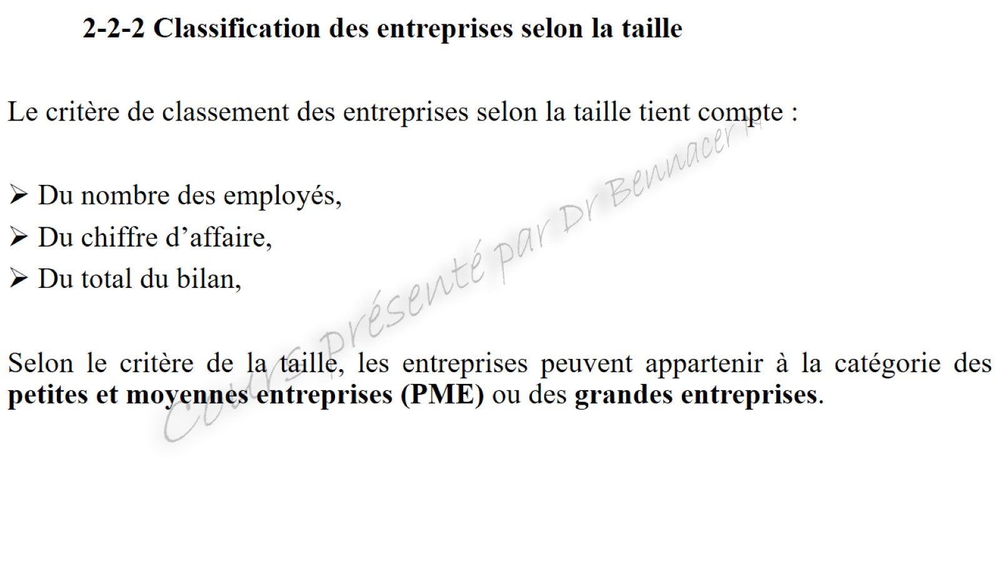 2-2-2 Classification des entreprises selon la taille
Le critère de classement des entreprises selon la taille tient compte :
➢ Du nombre des employés,
➢ Du chiffre d’affaire,
➢ Du total du bilan,
Selon le critère de la taille, les entreprises peuvent appartenir à la catégorie des
petites et moyennes entreprises (PME) ou des grandes entreprises.
Cours présenté par Dr Bennacer N